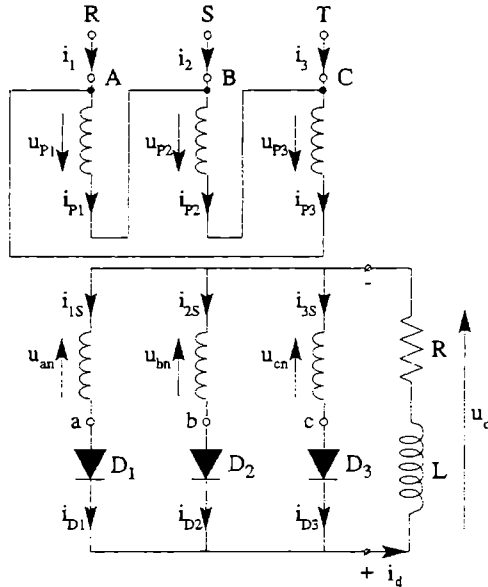 R S T
i1 i2 i3
A B C
uP1 uP2 uP3
iP1 iP2 iP3
-
i1S i2S i3S
R
uan ubn ucn
ud
a b c
D1 D2 D3 L
iD1 iD2 iD3
+ id